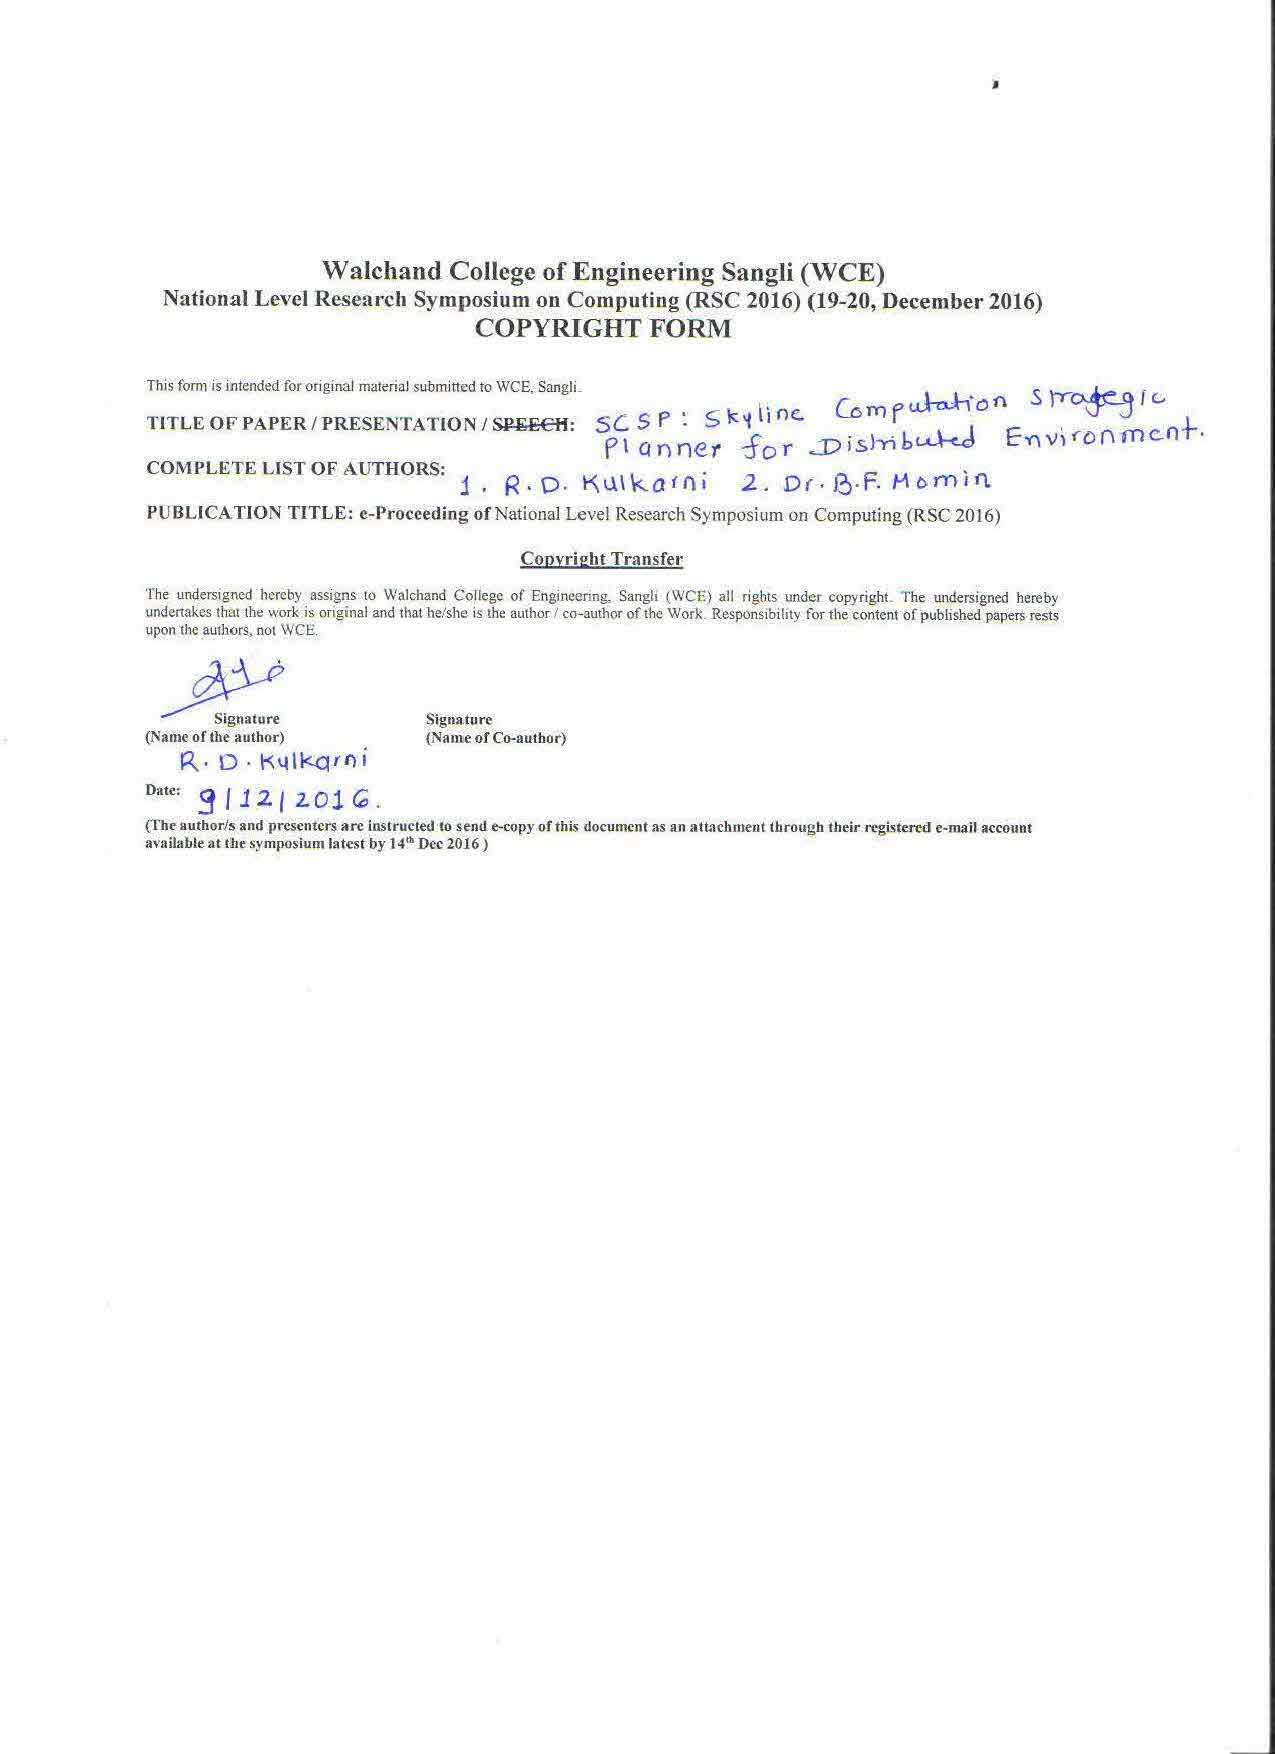 Walchand College of Engineering Sangli (WCE)
National Level Research Symposium on Computing (RSC 2016) (19-20, December 2016)
COPYRIGHT FORM
This form is intended for original material submitted to WCE, Sangli.
TITLE OF PAPER / PRESENTATION / SPEECH: SCSP : Skyline Computation Strategic
Planner for Distributed Environment.
COMPLETE LIST OF AUTHORS:
1. R.D. Kulkarni 2. Dr. B.F. Momin
PUBLICATION TITLE: e-Proceeding of National Level Research Symposium on Computing (RSC 2016)
Copyright Transfer
The undersigned hereby assigns to Walchand College of Engineering, Sangli (WCE) all rights under copyright. The undersigned hereby
undertakes that the work is original and that he/she is the author / co-author of the Work. Responsibility for the content of published papers rests
upon the authors, not WCE.
Signature Signature
(Name of the author) (Name of Co-author)
R. D. Kulkarni
Date: 9/12/2016.
(The author/s and presenters are instructed to send e-copy of this document as an attachment through their registered e-mail account
available at the symposium latest by 14th Dec 2016 )